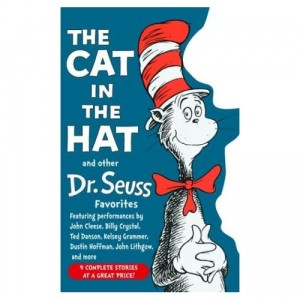 THE
CAT
IN THE
HAT
and other
Dr. Seuss
Favorites
Featuring performances by
John Cleese, Billy Crystal,
Ted Danson, Kelsey Grammer,
Dustin Hoffman, John Lithgow,
and more
9 COMPLETE STORIES
AT A GREAT PRICE!